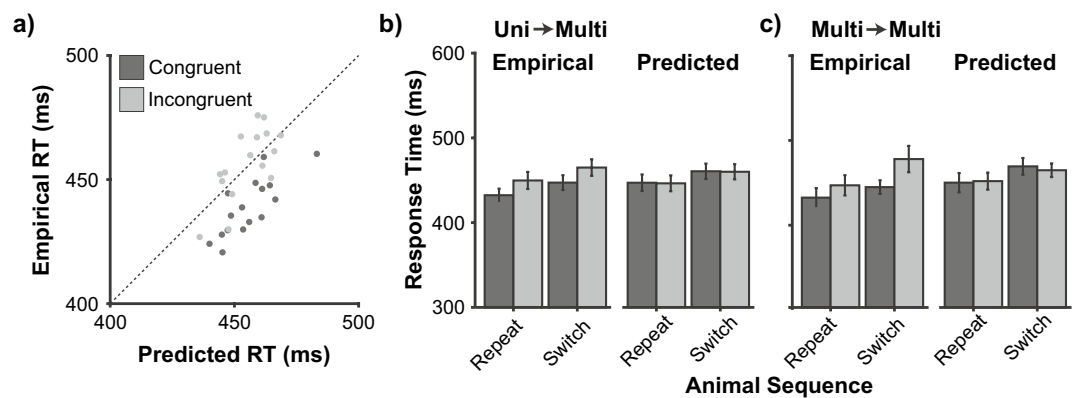 a)
500
450
400
400
450
500
Congruent
Incongruent
Empirical RT (ms)
Predicted RT (ms)
b)
Uni→Multi
Empirical
Predicted
600
500
400
300
Response Time (ms)
Repeat
Switch
Repeat
Switch
c)
Multi→Multi
Empirical
Predicted
Repeat
Switch
Repeat
Switch
Animal Sequence